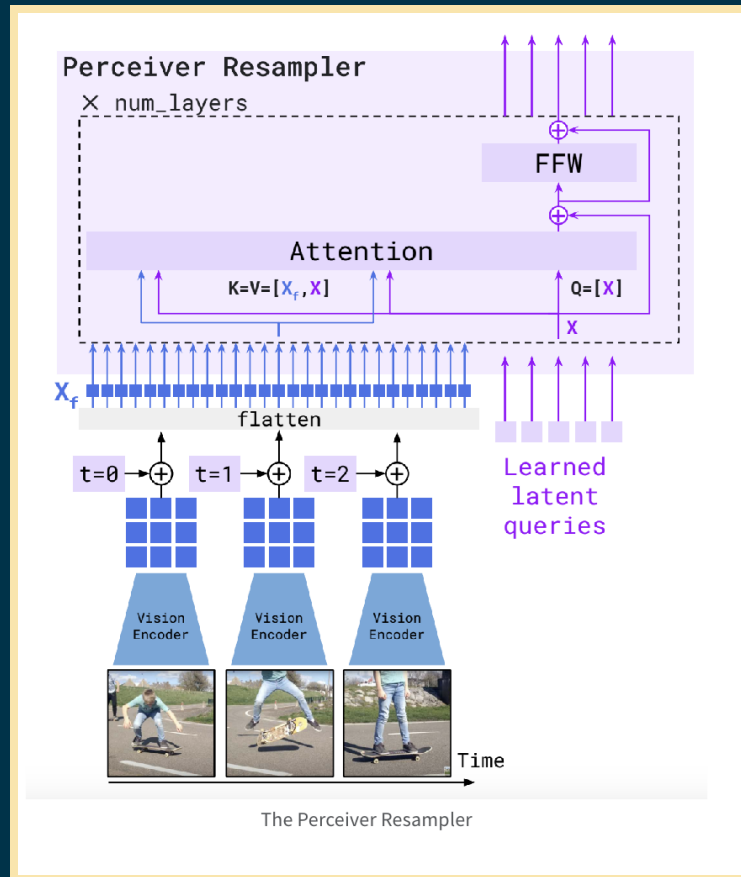 Perceiver Resampler
× num_layers
FFW
Attention
K=V=[Xf,X]
Q=[X]
X
Xf
flatten
t=0
t=1
t=2
Learned
latent
queries
Vision
Encoder
Vision
Encoder
Vision
Encoder
Time
The Perceiver Resampler